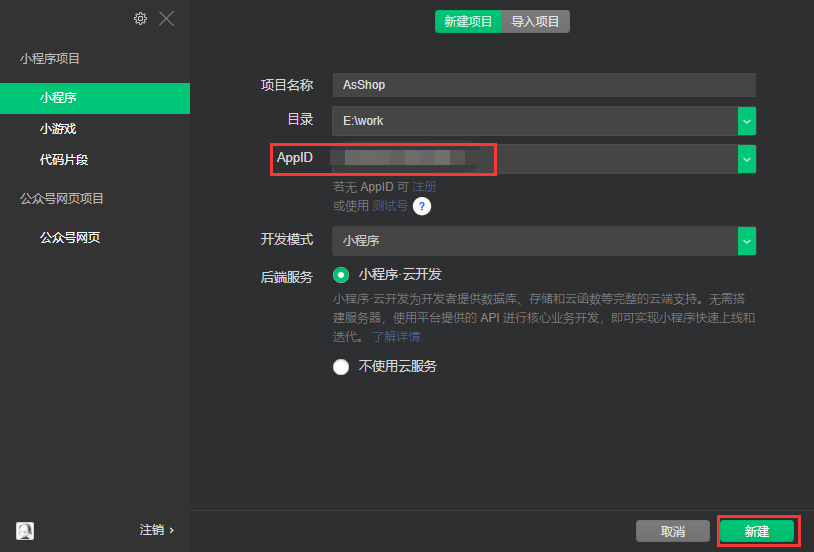 新建项目 导入项目
小程序项目
小程序
小游戏
代码片段
公众号网页项目
公众号网页
项目名称 AsShop
目录 E:\work
AppID
若无 AppID 可 注册
或使用 测试号 ?
开发模式 小程序
后端服务 小程序·云开发
小程序·云开发为开发者提供数据库、存储和云函数等完整的云端支持。无需搭
建服务器，使用平台提供的 API 进行核心业务开发，即可实现小程序快速上线和
迭代。 了解详情
不使用云服务
注销 ›
取消 新建